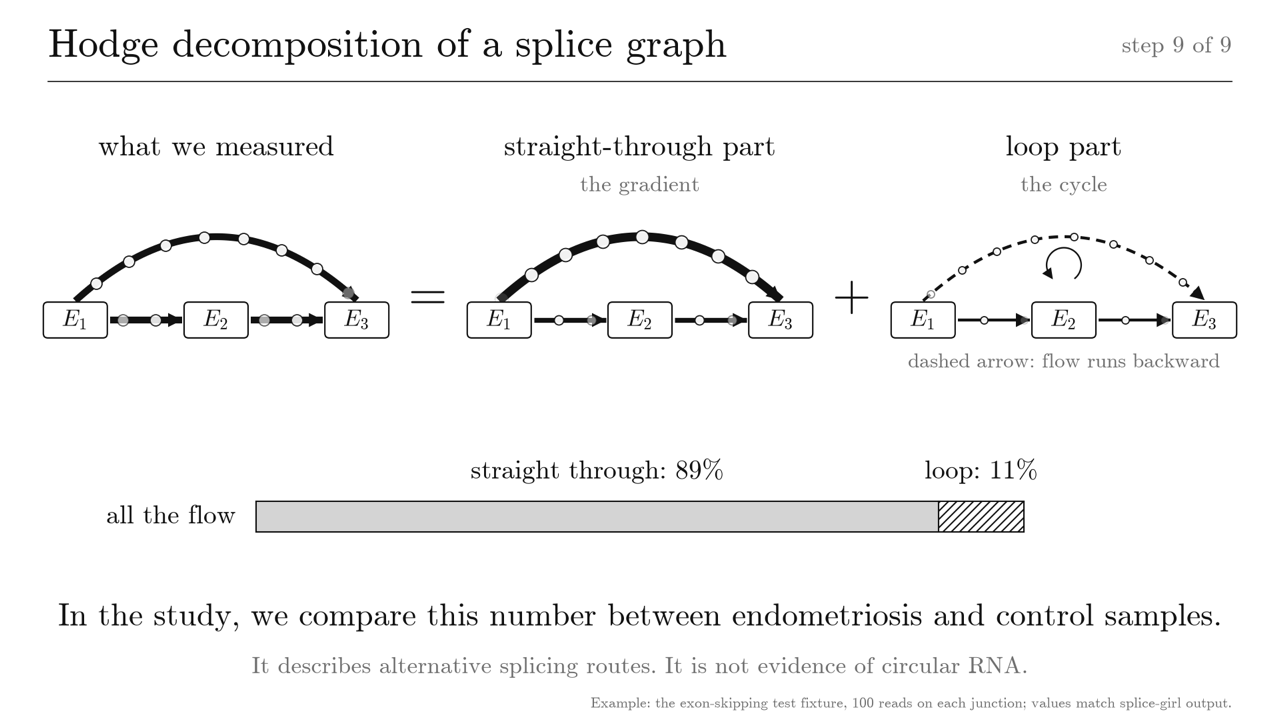 Hodge decomposition of a splice graph
step 9 of 9
what we measured
straight-through part
loop part
the gradient
the cycle
E1 E2 E3
=
E1 E2 E3
+
E1 E2 E3
dashed arrow: flow runs backward
straight through: 89%
loop: 11%
all the flow
In the study, we compare this number between endometriosis and control samples.
It describes alternative splicing routes. It is not evidence of circular RNA.
Example: the exon-skipping test fixture, 100 reads on each junction; values match splice-girl output.